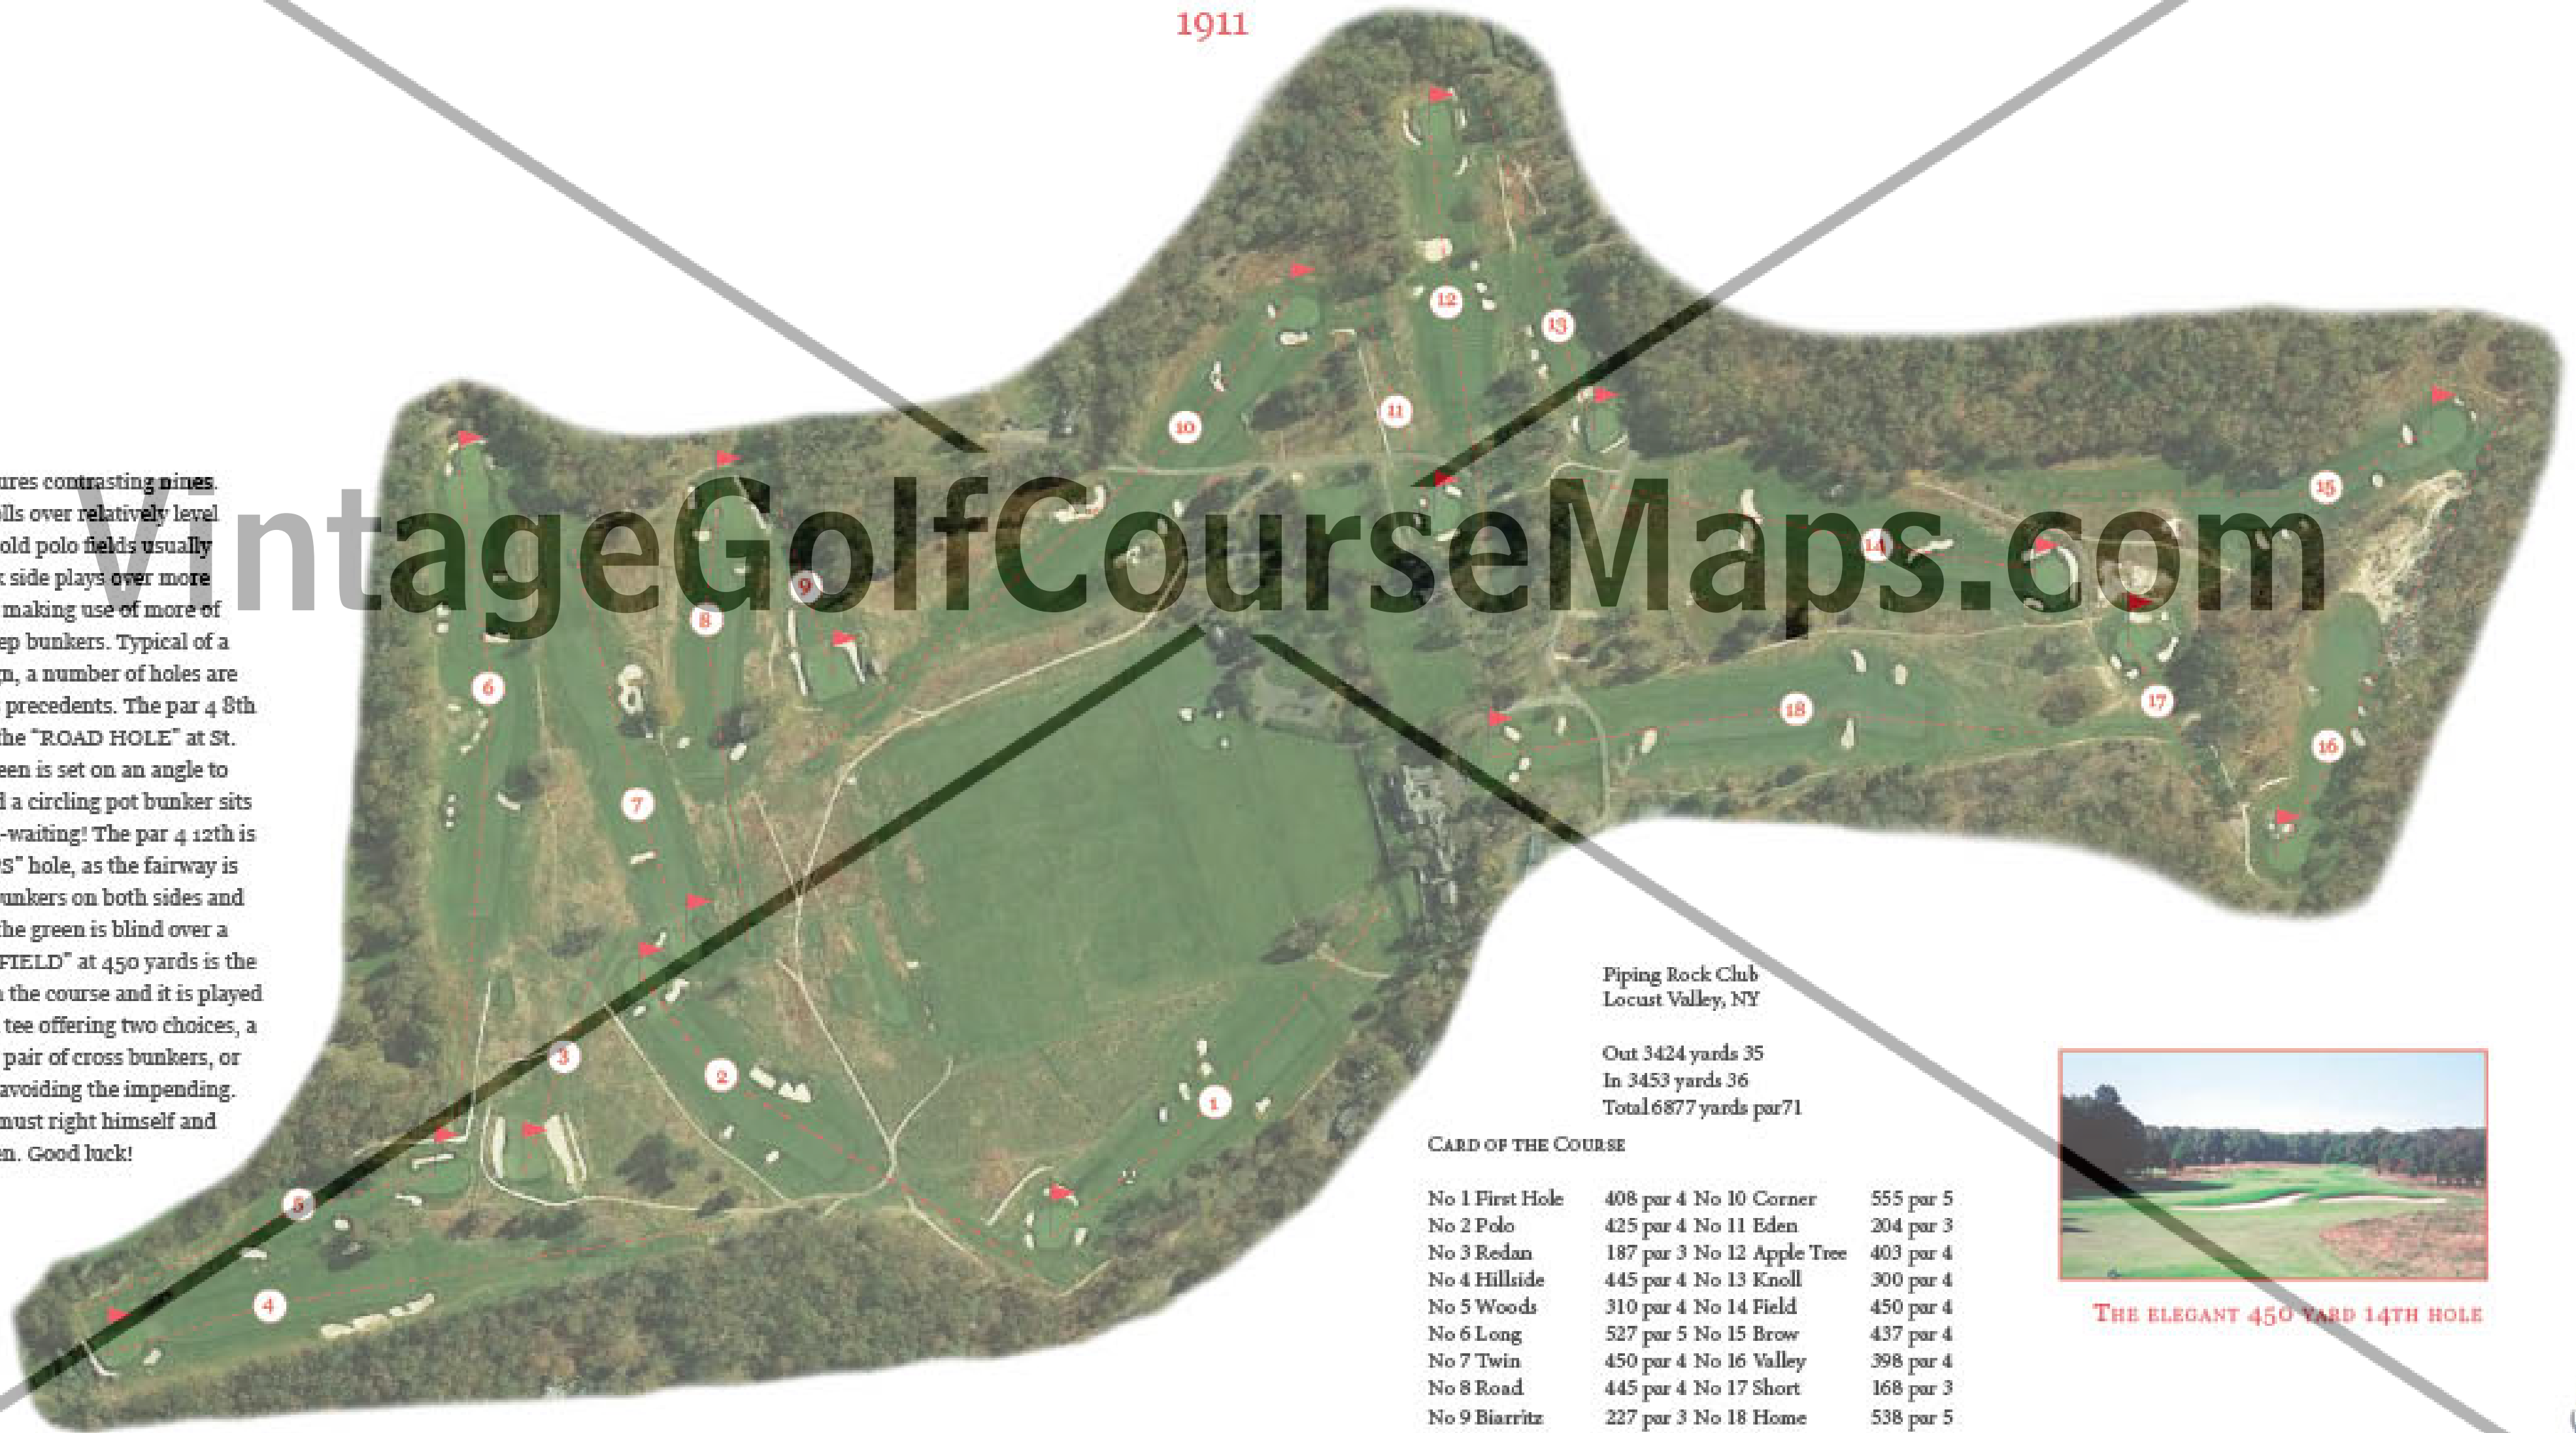 1911
ures contrasting nines.
lls over relatively level
old polo fields usually
k side plays over more
making use of more of
ep bunkers. Typical of a
gn, a number of holes are
s precedents. The par 4 8th
the “ROAD HOLE” at St.
een is set on an angle to
d a circling pot bunker sits
-waiting! The par 4 12th is
S” hole, as the fairway is
unkers on both sides and
the green is blind over a
FIELD” at 450 yards is the
n the course and it is played
tee offering two choices, a
pair of cross bunkers, or
avoiding the impending.
must right himself and
en. Good luck!
VintageGolfCourseMaps.com
12
13
11
10
15
14
9
8
6
17
18
16
7
3
2
1
5
4
Piping Rock Club
Locust Valley, NY
Out 3424 yards 35
In 3453 yards 36
Total 6877 yards par71
CARD OF THE COURSE
No 1 First Hole 408 par 4 No 10 Corner 555 par 5
No 2 Polo 425 par 4 No 11 Eden 204 par 3
No 3 Redan 187 par 3 No 12 Apple Tree 403 par 4
No 4 Hillside 445 par 4 No 13 Knoll 300 par 4
No 5 Woods 310 par 4 No 14 Field 450 par 4
No 6 Long 527 par 5 No 15 Brow 437 par 4
No 7 Twin 450 par 4 No 16 Valley 398 par 4
No 8 Road 445 par 4 No 17 Short 168 par 3
No 9 Biarritz 227 par 3 No 18 Home 538 par 5
THE ELEGANT 450 YARD 14TH HOLE